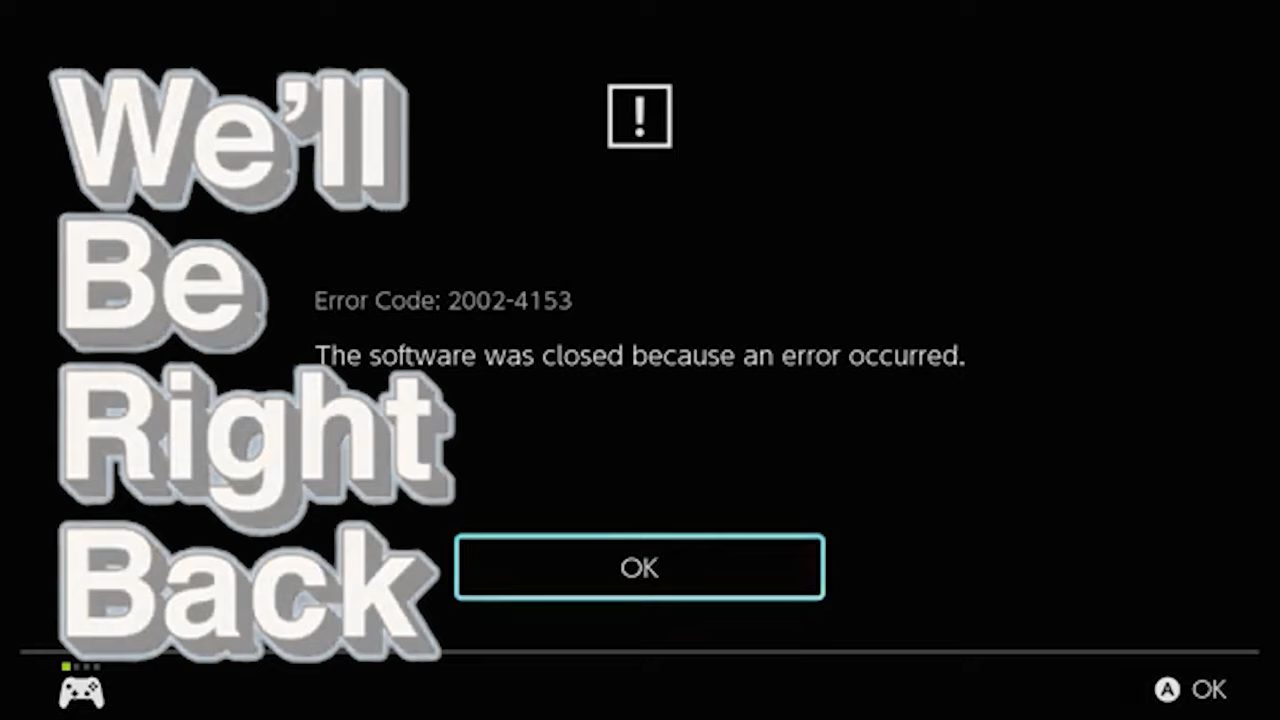 We'll
Be
Right
Back
!
Error Code: 2002-4153
The software was closed because an error occurred.
OK
A OK